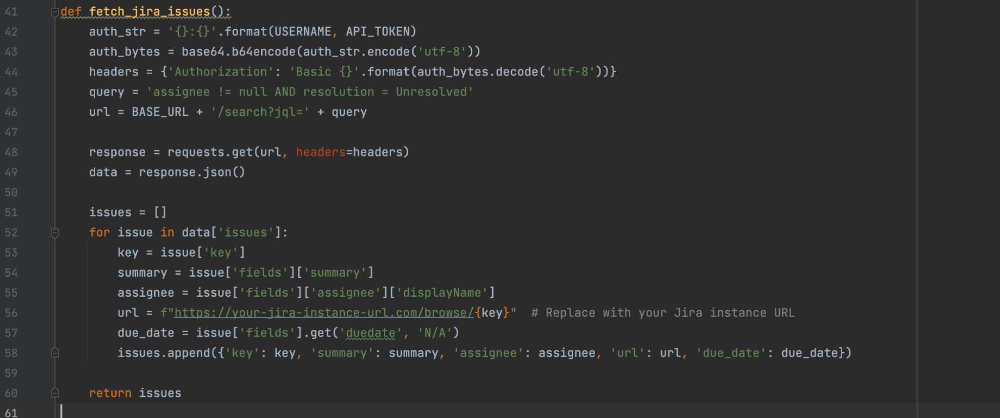 41 def fetch_jira_issues():
42     auth_str = '{}:{}'.format(USERNAME, API_TOKEN)
43     auth_bytes = base64.b64encode(auth_str.encode('utf-8'))
44     headers = {'Authorization': 'Basic {}'.format(auth_bytes.decode('utf-8'))}
45     query = 'assignee != null AND resolution = Unresolved'
46     url = BASE_URL + '/search?jql=' + query
47
48     response = requests.get(url, headers=headers)
49     data = response.json()
50
51     issues = []
52     for issue in data['issues']:
53         key = issue['key']
54         summary = issue['fields']['summary']
55         assignee = issue['fields']['assignee']['displayName']
56         url = f"https://your-jira-instance-url.com/browse/{key}"  # Replace with your Jira instance URL
57         due_date = issue['fields'].get('duedate', 'N/A')
58         issues.append({'key': key, 'summary': summary, 'assignee': assignee, 'url': url, 'due_date': due_date})
59
60     return issues
61